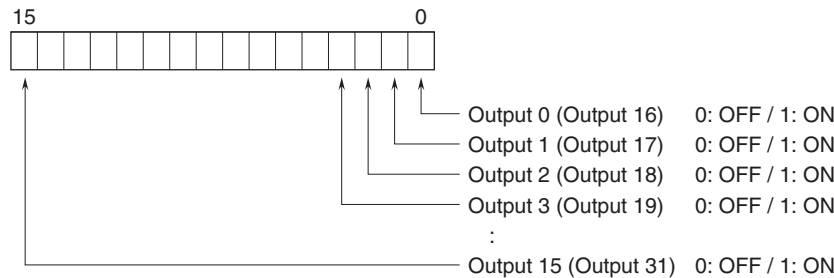 15 0
Output 0 (Output 16) 0: OFF / 1: ON
Output 1 (Output 17) 0: OFF / 1: ON
Output 2 (Output 18) 0: OFF / 1: ON
Output 3 (Output 19) 0: OFF / 1: ON
:
Output 15 (Output 31) 0: OFF / 1: ON